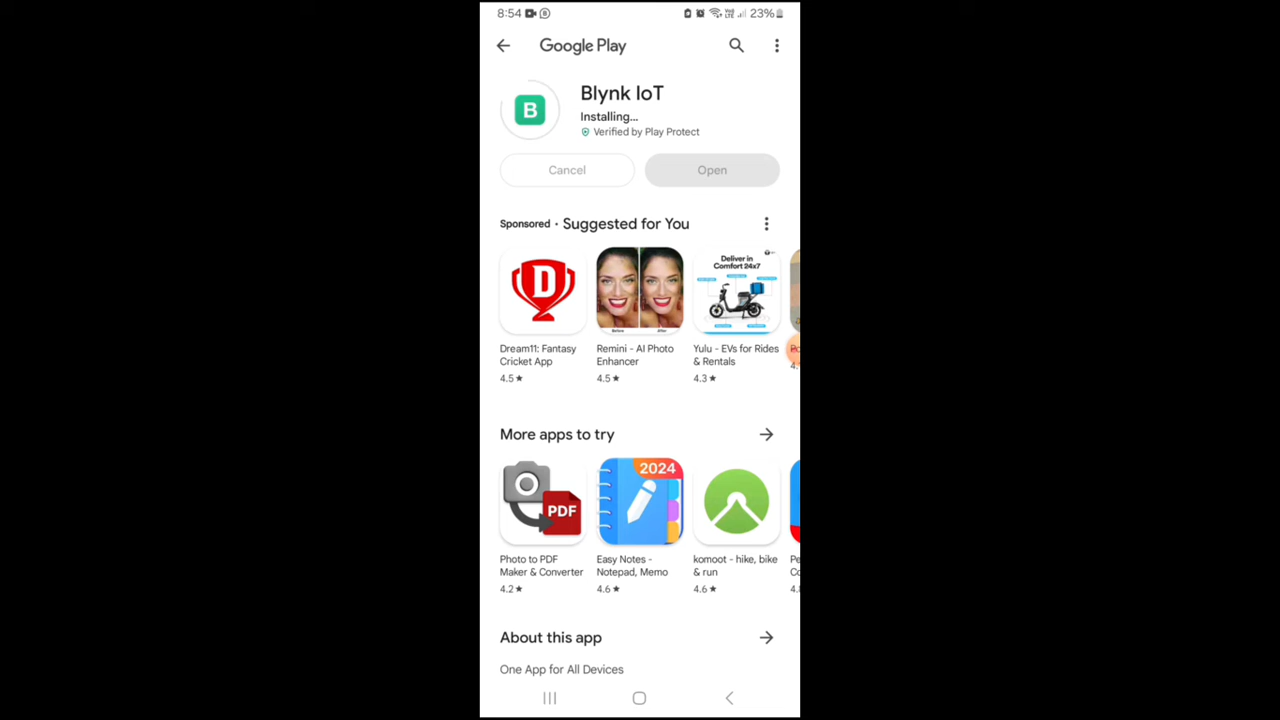 8:54 23%
Google Play
B
Blynk IoT
Installing...
Verified by Play Protect
Cancel Open
Sponsored · Suggested for You
D
Deliver in
Comfort 24x7
Before After
Dream11: Fantasy
Cricket App
4.5★
Remini - AI Photo
Enhancer
4.5★
Yulu - EVs for Rides
& Rentals
4.3★
More apps to try
PDF
2024
Photo to PDF
Maker & Converter
4.2★
Easy Notes -
Notepad, Memo
4.6★
komoot - hike, bike
& run
4.6★
Pe
Co
About this app
One App for All Devices